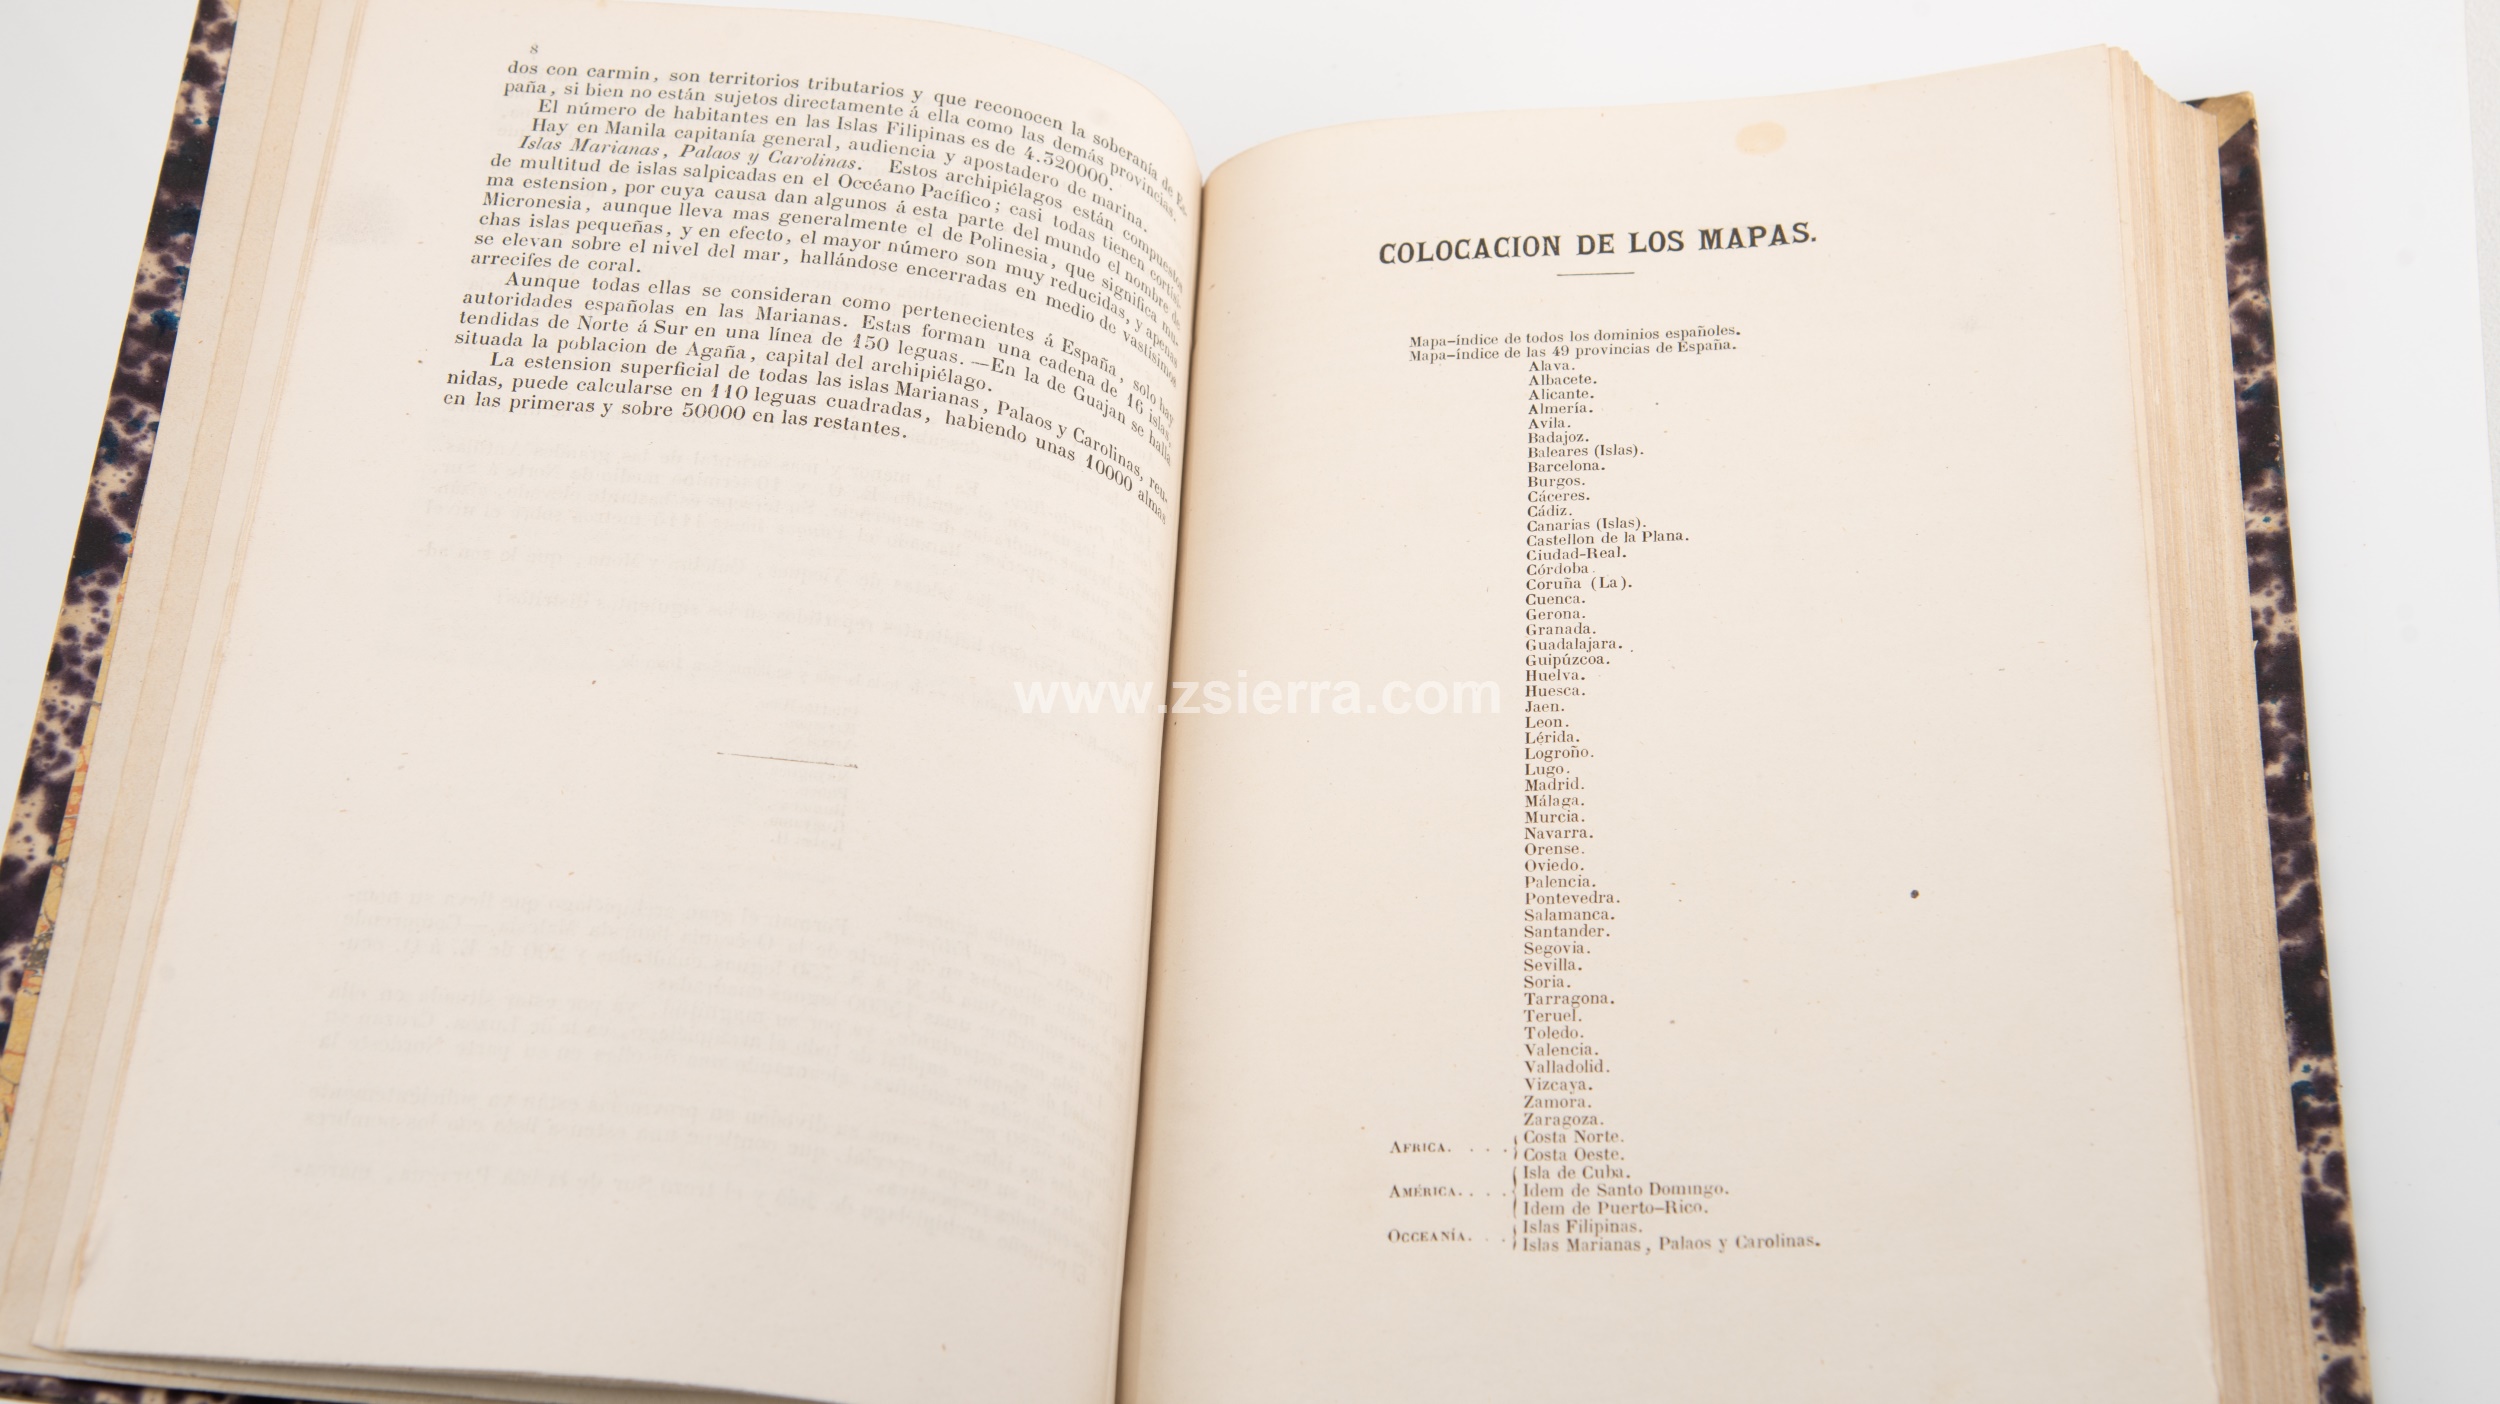 8
dos con carmin, son territorios tributarios y que reconocen la soberanía de Es-
paña, si bien no están sujetos directamente á ella como las demás provincias.
El número de habitantes en las Islas Filipinas es de 4.520000.
Hay en Manila capitanía general, audiencia y apostadero de marina.
Islas Marianas, Palaos y Carolinas. Estos archipiélagos están compuestos
de multitud de islas salpicadas en el Occéano Pacífico; casi todas tienen cortísi-
ma estension, por cuya causa dan algunos á esta parte del mundo el nombre de
Micronesia, aunque lleva mas generalmente el de Polinesia, que significa mu-
chas islas pequeñas, y en efecto, el mayor número son muy reducidas, y apenas
se elevan sobre el nivel del mar, hallándose encerradas en medio de vastísimos
arrecifes de coral.
Aunque todas ellas se consideran como pertenecientes á España, solo hay
autoridades españolas en las Marianas. Estas forman una cadena de 16 islas,
tendidas de Norte á Sur en una línea de 150 leguas.—En la de Guajan se halla
situada la poblacion de Agaña, capital del archipiélago.
La estension superficial de todas las islas Marianas, Palaos y Carolinas, reu-
nidas, puede calcularse en 110 leguas cuadradas, habiendo unas 10000 almas
en las primeras y sobre 50000 en las restantes.
COLOCACION DE LOS MAPAS.
Mapa-índice de todos los dominios españoles.
Mapa-índice de las 49 provincias de España.
Alava.
Albacete.
Alicante.
Almería.
Avila.
Badajoz.
Baleares (Islas).
Barcelona.
Burgos.
Cáceres.
Cádiz.
Canarias (Islas).
Castellon de la Plana.
Ciudad-Real.
Córdoba.
Coruña (La).
Cuenca.
Gerona.
Granada.
Guadalajara.
Guipúzcoa.
Huelva.
Huesca.
Jaen.
Leon.
Lérida.
Logroño.
Lugo.
Madrid.
Málaga.
Murcia.
Navarra.
Orense.
Oviedo.
Palencia.
Pontevedra.
Salamanca.
Santander.
Segovia.
Sevilla.
Soria.
Tarragona.
Teruel.
Toledo.
Valencia.
Valladolid.
Vizcaya.
Zamora.
Zaragoza.
AFRICA. . . . Costa Norte.
Costa Oeste.
Isla de Cuba.
AMÉRICA. . . . Idem de Santo Domingo.
Idem de Puerto-Rico.
OCCEANÍA. . . Islas Filipinas.
Islas Marianas, Palaos y Carolinas.
www.zsierra.com